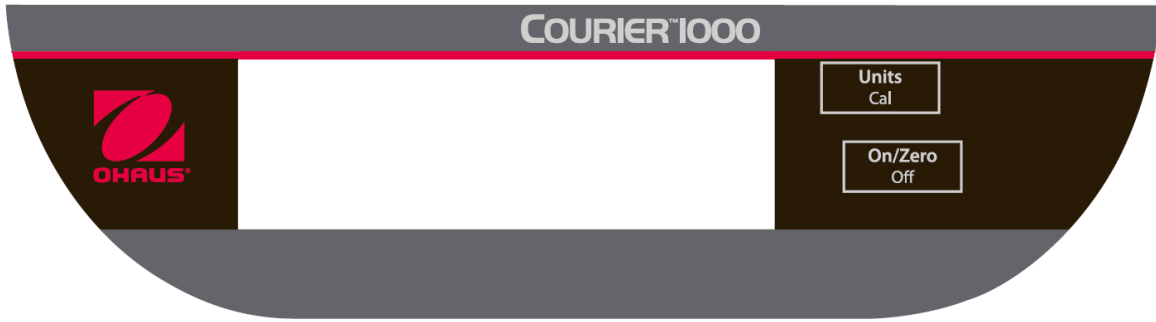 COURIER™1000
Units
Cal
On/Zero
Off
OHAUS®